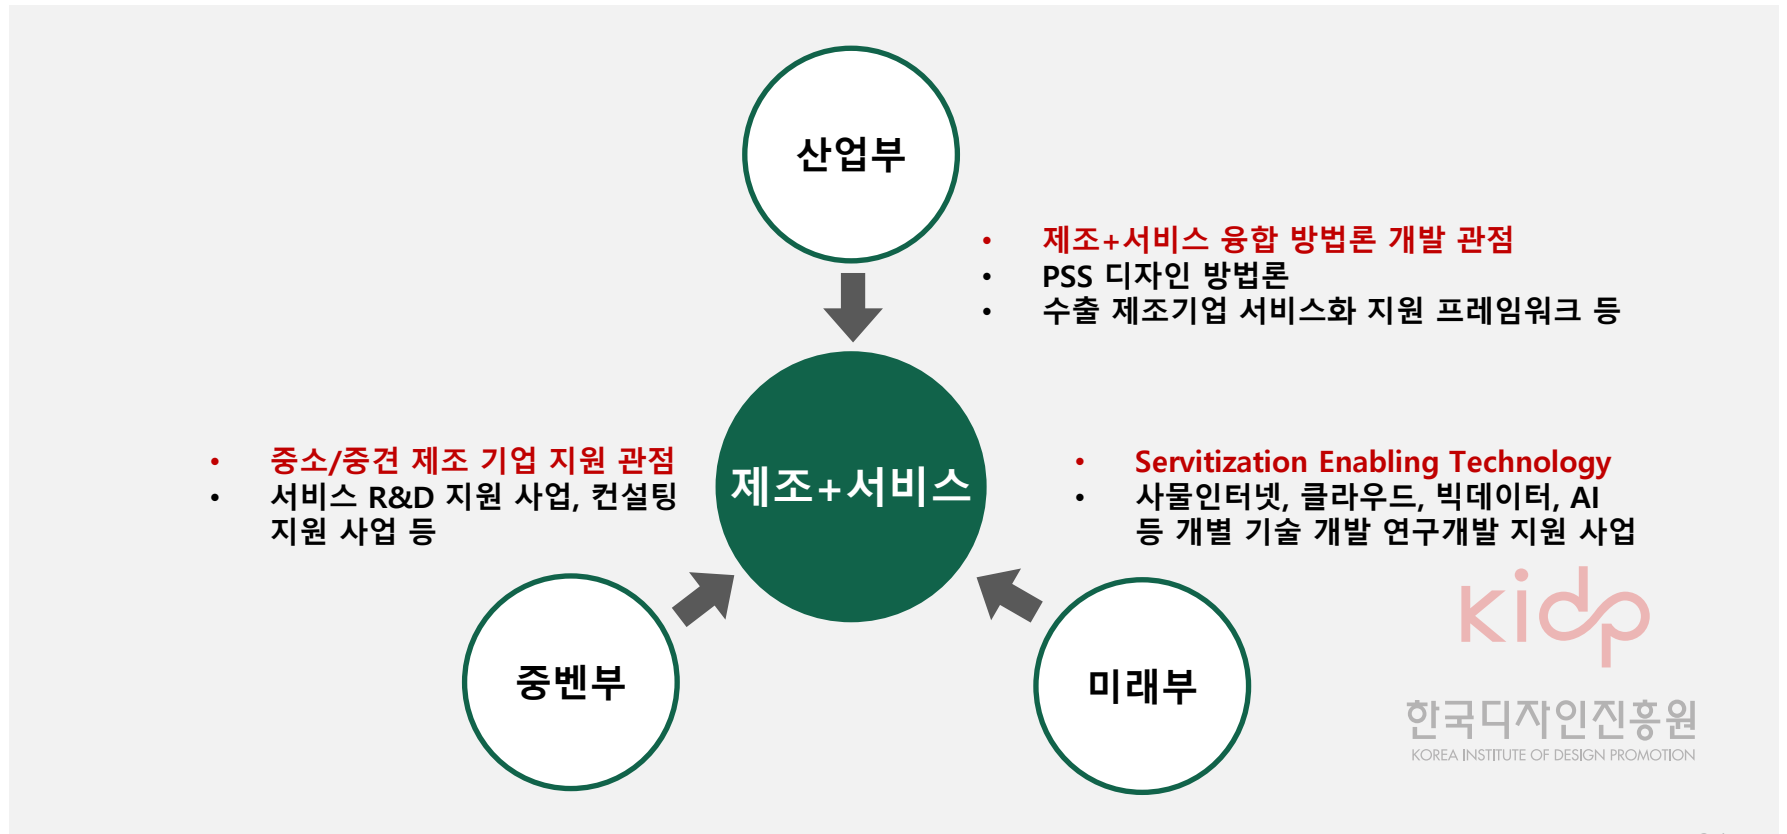 산업부
• 제조+서비스 융합 방법론 개발 관점
• PSS 디자인 방법론
• 수출 제조기업 서비스화 지원 프레임워크 등
• 중소/중견 제조 기업 지원 관점
• 서비스 R&D 지원 사업, 컨설팅
지원 사업 등
제조+서비스
• Servitization Enabling Technology
• 사물인터넷, 클라우드, 빅데이터, AI
등 개별 기술 개발 연구개발 지원 사업
중벤부
미래부
kidp
한국디자인진흥원
KOREA INSTITUTE OF DESIGN PROMOTION